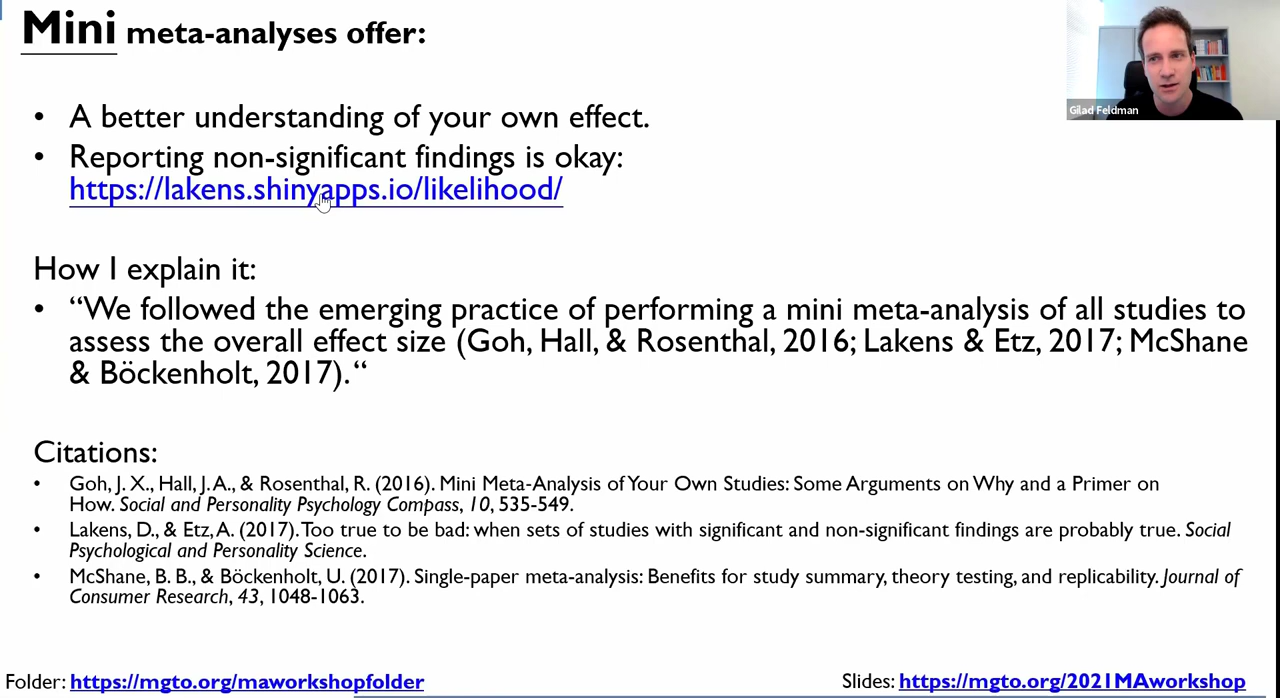 Mini meta-analyses offer:
Gilad Feldman
• A better understanding of your own effect.
• Reporting non-significant findings is okay:
https://lakens.shinyapps.io/likelihood/
How I explain it:
• “We followed the emerging practice of performing a mini meta-analysis of all studies to
assess the overall effect size (Goh, Hall, & Rosenthal, 2016; Lakens & Etz, 2017; McShane
& Böckenholt, 2017).“
Citations:
• Goh, J. X., Hall, J. A., & Rosenthal, R. (2016). Mini Meta-Analysis of Your Own Studies: Some Arguments on Why and a Primer on
How. Social and Personality Psychology Compass, 10, 535-549.
• Lakens, D., & Etz, A. (2017). Too true to be bad: when sets of studies with significant and non-significant findings are probably true. Social
Psychological and Personality Science.
• McShane, B. B., & Böckenholt, U. (2017). Single-paper meta-analysis: Benefits for study summary, theory testing, and replicability. Journal of
Consumer Research, 43, 1048-1063.
Folder: https://mgto.org/maworkshopfolder
Slides: https://mgto.org/2021MAworkshop